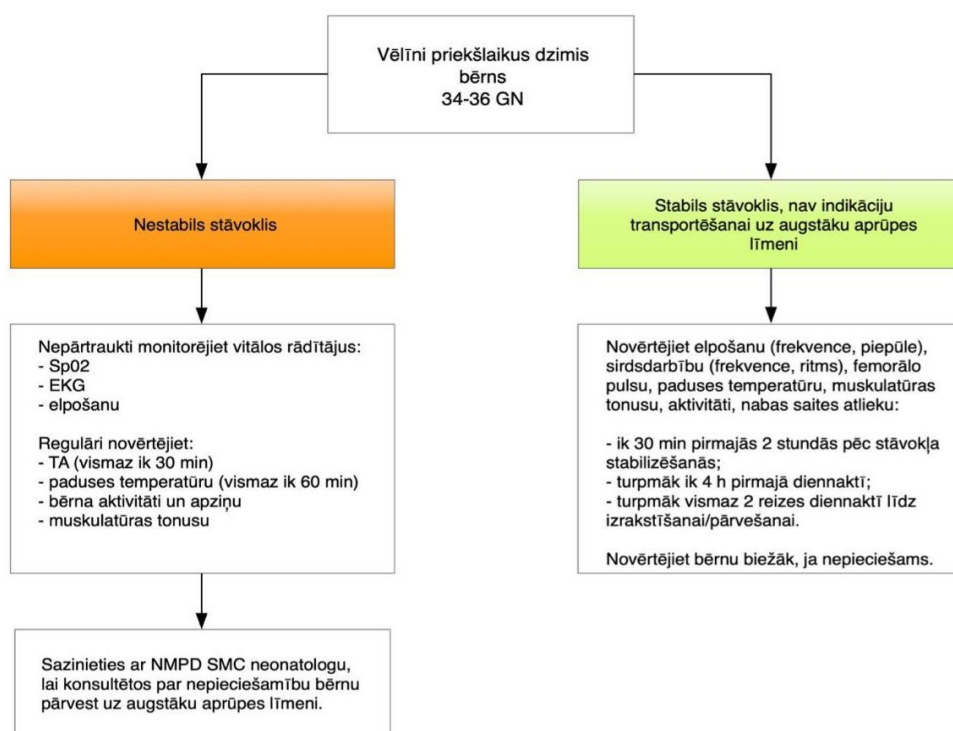 Vēlīni priekšlaikus dzimis
bērns
34-36 GN
Nestabils stāvoklis
Stabils stāvoklis, nav indikāciju
transportēšanai uz augstāku aprūpes
līmeni
Nepārtraukti monitorējiet vitālos rādītājus:
- Sp02
- EKG
- elpošanu
Regulāri novērtējiet:
- TA (vismaz ik 30 min)
- paduses temperatūru (vismaz ik 60 min)
- bērna aktivitāti un apziņu
- muskulatūras tonusu
Novērtējiet elpošanu (frekvence, piepūle),
sirdsdarbību (frekvence, ritms), femorālo
pulsu, paduses temperatūru, muskulatūras
tonusu, aktivitāti, nabas saites atlieku:
- ik 30 min pirmajās 2 stundās pēc stāvokļa
stabilizēšanās;
- turpmāk ik 4 h pirmajā diennaktī;
- turpmāk vismaz 2 reizes diennaktī līdz
izrakstīšanai/pārvešanai.
Novērtējiet bērnu biežāk, ja nepieciešams.
Sazinieties ar NMPD SMC neonatologu,
lai konsultētos par nepieciešamību bērnu
pārvest uz augstāku aprūpes līmeni.